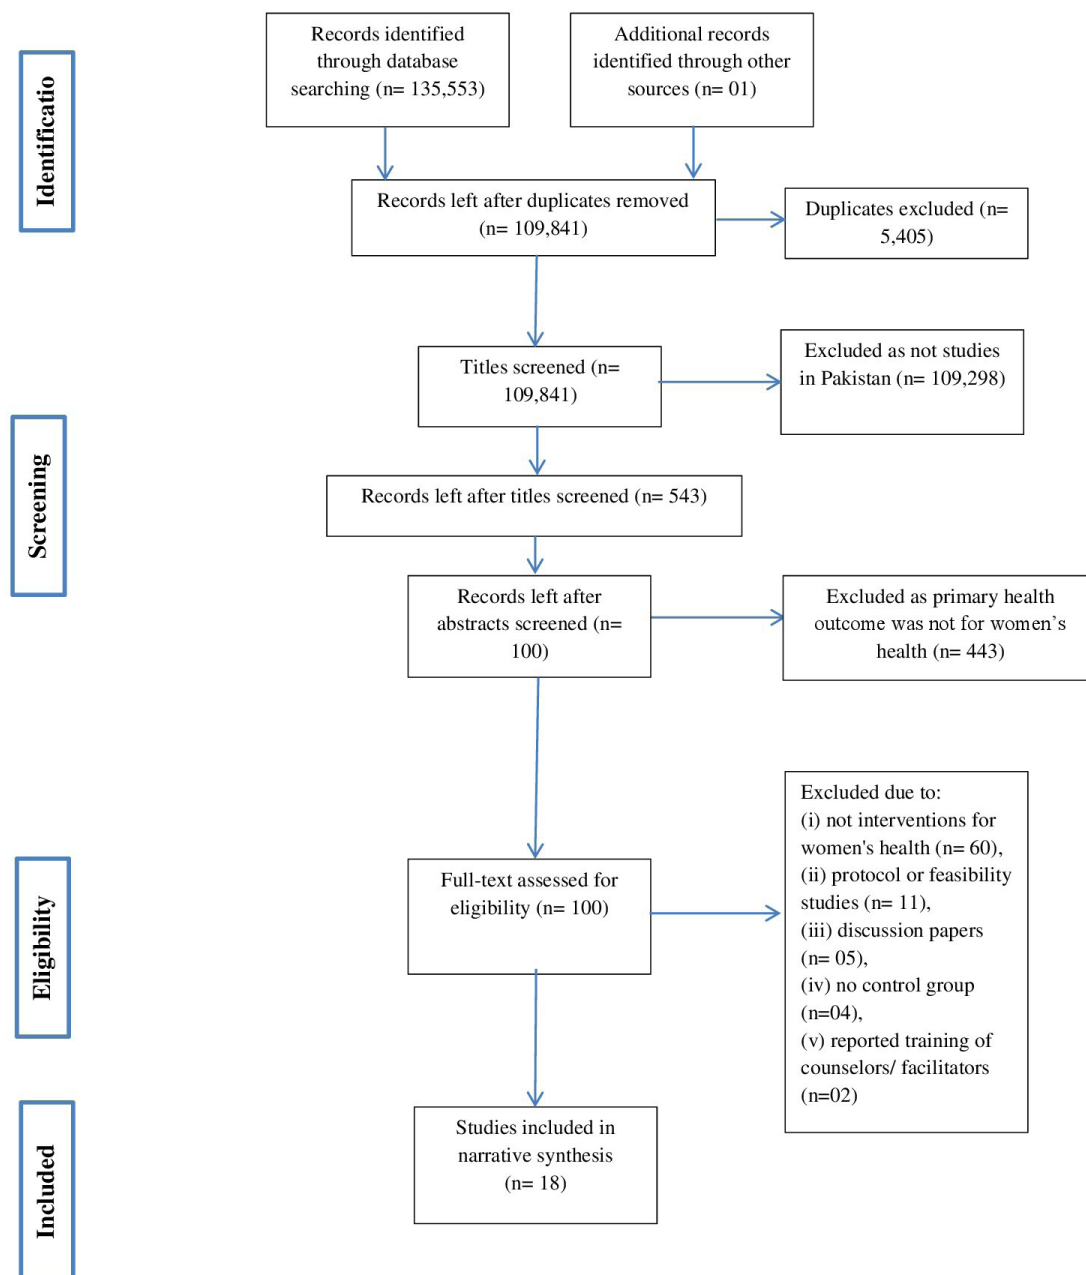 Identificatio
Records identified
through database
searching (n= 135,553)
Additional records
identified through other
sources (n= 01)
Records left after duplicates removed
(n= 109,841)
Duplicates excluded (n=
5,405)
Screening
Titles screened (n=
109,841)
Excluded as not studies
in Pakistan (n= 109,298)
Records left after titles screened (n= 543)
Records left after
abstracts screened (n=
100)
Excluded as primary health
outcome was not for women’s
health (n= 443)
Eligibility
Full-text assessed for
eligibility (n= 100)
Excluded due to:
(i) not interventions for
women's health (n= 60),
(ii) protocol or feasibility
studies (n= 11),
(iii) discussion papers
(n= 05),
(iv) no control group
(n=04),
(v) reported training of
counselors/ facilitators
(n=02)
Included
Studies included in
narrative synthesis
(n= 18)